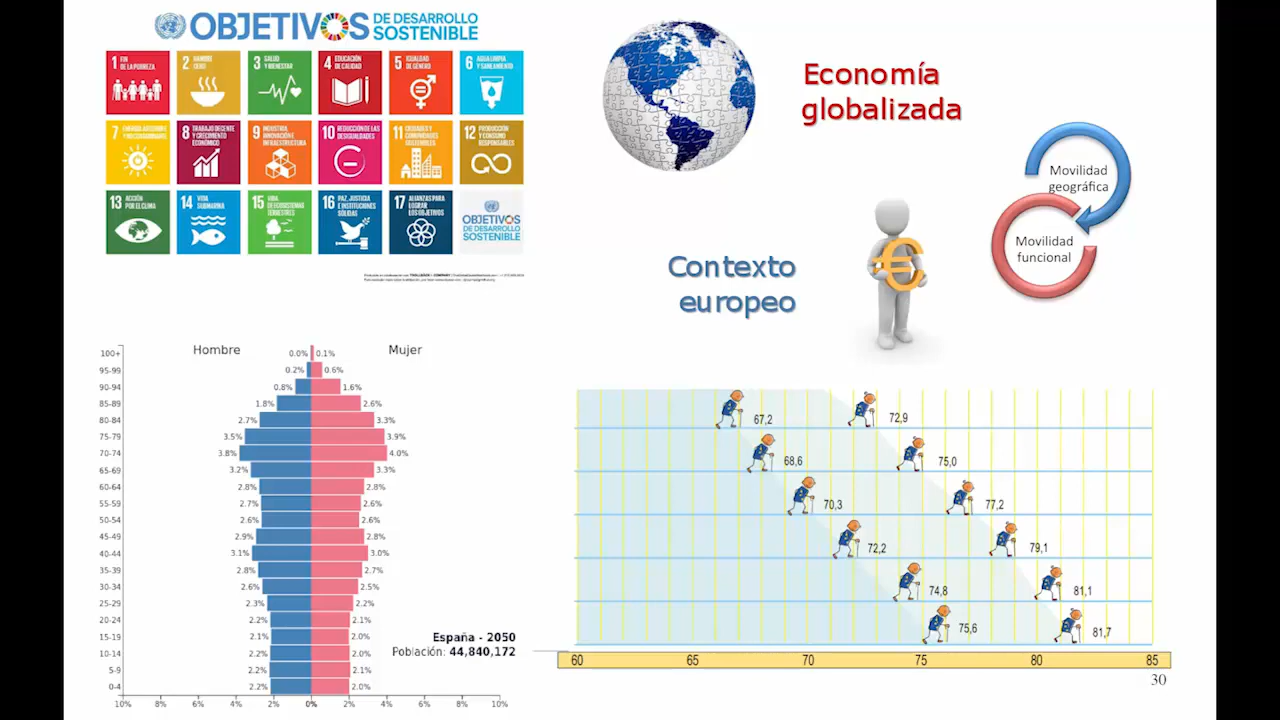 OBJETIVOS
DE DESARROLLO
SOSTENIBLE
1 FIN
DE LA POBREZA
2 HAMBRE
CERO
3 SALUD
Y BIENESTAR
4 EDUCACIÓN
DE CALIDAD
5 IGUALDAD
DE GÉNERO
6 AGUA LIMPIA
Y SANEAMIENTO
7 ENERGÍA ASEQUIBLE
Y NO CONTAMINANTE
8 TRABAJO DECENTE
Y CRECIMIENTO
ECONÓMICO
9 INDUSTRIA,
INNOVACIÓN E
INFRAESTRUCTURA
10 REDUCCIÓN DE LAS
DESIGUALDADES
11 CIUDADES Y
COMUNIDADES
SOSTENIBLES
12 PRODUCCIÓN
Y CONSUMO
RESPONSABLES
13 ACCIÓN
POR EL CLIMA
14 VIDA
SUBMARINA
15 VIDA
DE ECOSISTEMAS
TERRESTRES
16 PAZ, JUSTICIA
E INSTITUCIONES
SÓLIDAS
17 ALIANZAS PARA
LOGRAR
LOS OBJETIVOS
OBJETIVOS
DE DESARROLLO
SOSTENIBLE
Economía
globalizada
Movilidad
geográfica
Movilidad
funcional
Contexto
europeo
Hombre Mujer
100+ 0.0% 0.1%
95-99 0.2% 0.6%
90-94 0.8% 1.6%
85-89 1.8% 2.6%
80-84 2.7% 3.3%
75-79 3.5% 3.9%
70-74 3.8% 4.0%
65-69 3.2% 3.3%
60-64 2.8% 2.8%
55-59 2.7% 2.6%
50-54 2.6% 2.6%
45-49 2.9% 2.8%
40-44 3.1% 3.0%
35-39 2.8% 2.7%
30-34 2.6% 2.5%
25-29 2.3% 2.2%
20-24 2.2% 2.1%
15-19 2.1% 2.0%
10-14 2.2% 2.0%
5-9 2.2% 2.1%
0-4 2.2% 2.0%
10% 8% 6% 4% 2% 0% 2% 4% 6% 8% 10%
España - 2050
Población: 44,840,172
67,2 72,9
68,6 75,0
70,3 77,2
72,2 79,1
74,8 81,1
75,6 81,7
60 65 70 75 80 85
30